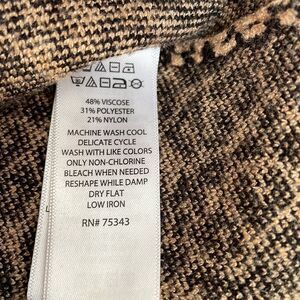 48% VISCOSE
31% POLYESTER
21% NYLON
MACHINE WASH COOL
DELICATE CYCLE
WASH WITH LIKE COLORS
ONLY NON-CHLORINE
BLEACH WHEN NEEDED
RESHAPE WHILE DAMP
DRY FLAT
LOW IRON
RN# 75343